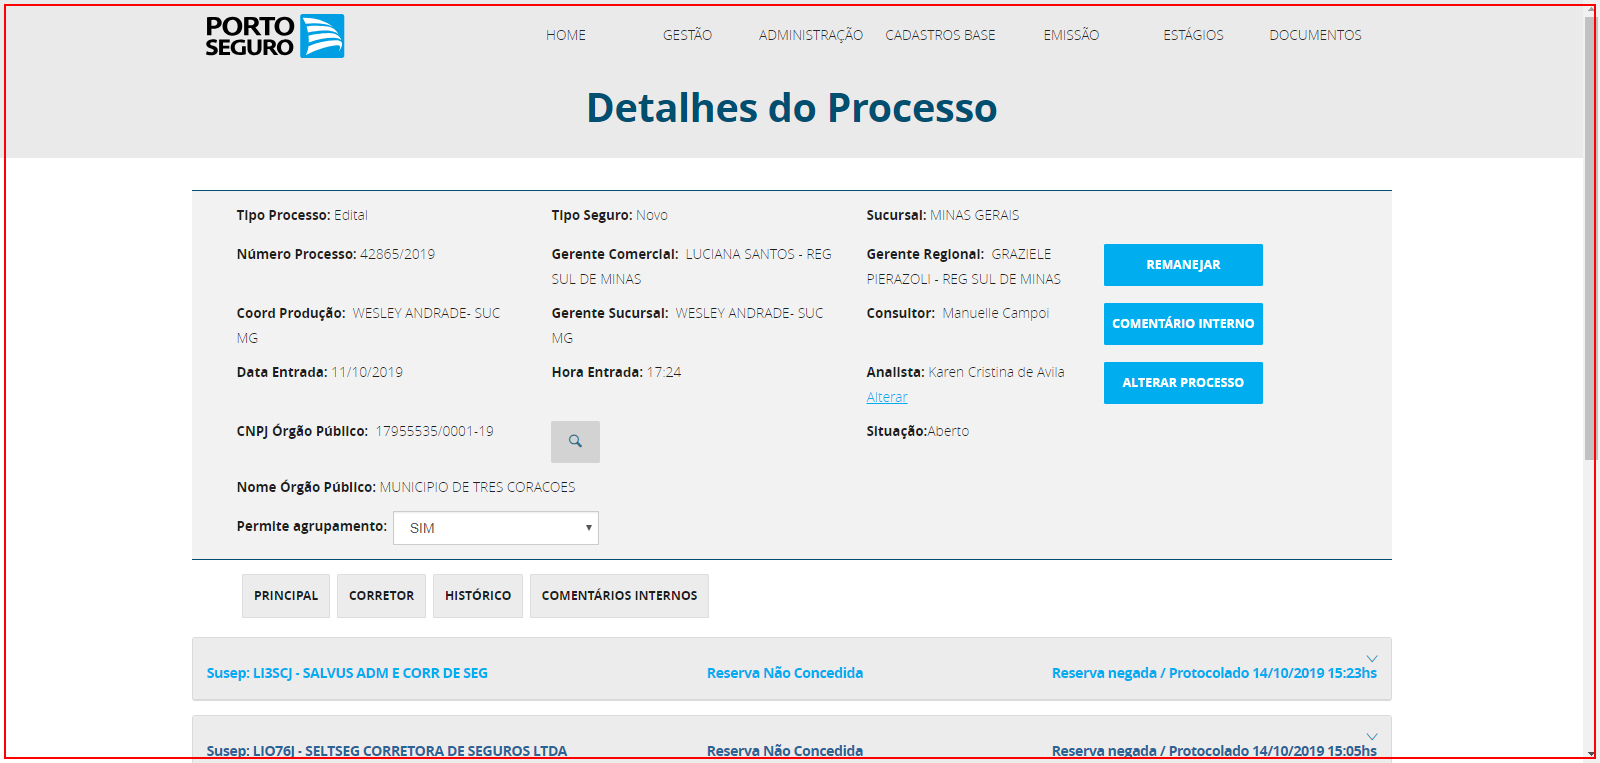 PORTO
SEGURO
HOME GESTÃO ADMINISTRAÇÃO CADASTROS BASE EMISSÃO ESTÁGIOS DOCUMENTOS
Detalhes do Processo
Tipo Processo: Edital Tipo Seguro: Novo Sucursal: MINAS GERAIS
Número Processo: 42865/2019 Gerente Comercial: LUCIANA SANTOS - REG Gerente Regional: GRAZIELE REMANEJAR
SUL DE MINAS PIERAZOLI - REG SUL DE MINAS
Coord Produção: WESLEY ANDRADE- SUC Gerente Sucursal: WESLEY ANDRADE- SUC Consultor: Manuelle Campoi COMENTÁRIO INTERNO
MG MG
Data Entrada: 11/10/2019 Hora Entrada: 17:24 Analista: Karen Cristina de Avila ALTERAR PROCESSO
Alterar
CNPJ Órgão Público: 17955535/0001-19 Situação:Aberto
Nome Órgão Público: MUNICIPIO DE TRES CORACOES
Permite agrupamento: SIM
PRINCIPAL CORRETOR HISTÓRICO COMENTÁRIOS INTERNOS
Susep: LI3SCJ - SALVUS ADM E CORR DE SEG Reserva Não Concedida Reserva negada / Protocolado 14/10/2019 15:23hs
Susep: LIO76J - SELTSEG CORRETORA DE SEGUROS LTDA Reserva Não Concedida Reserva negada / Protocolado 14/10/2019 15:05hs